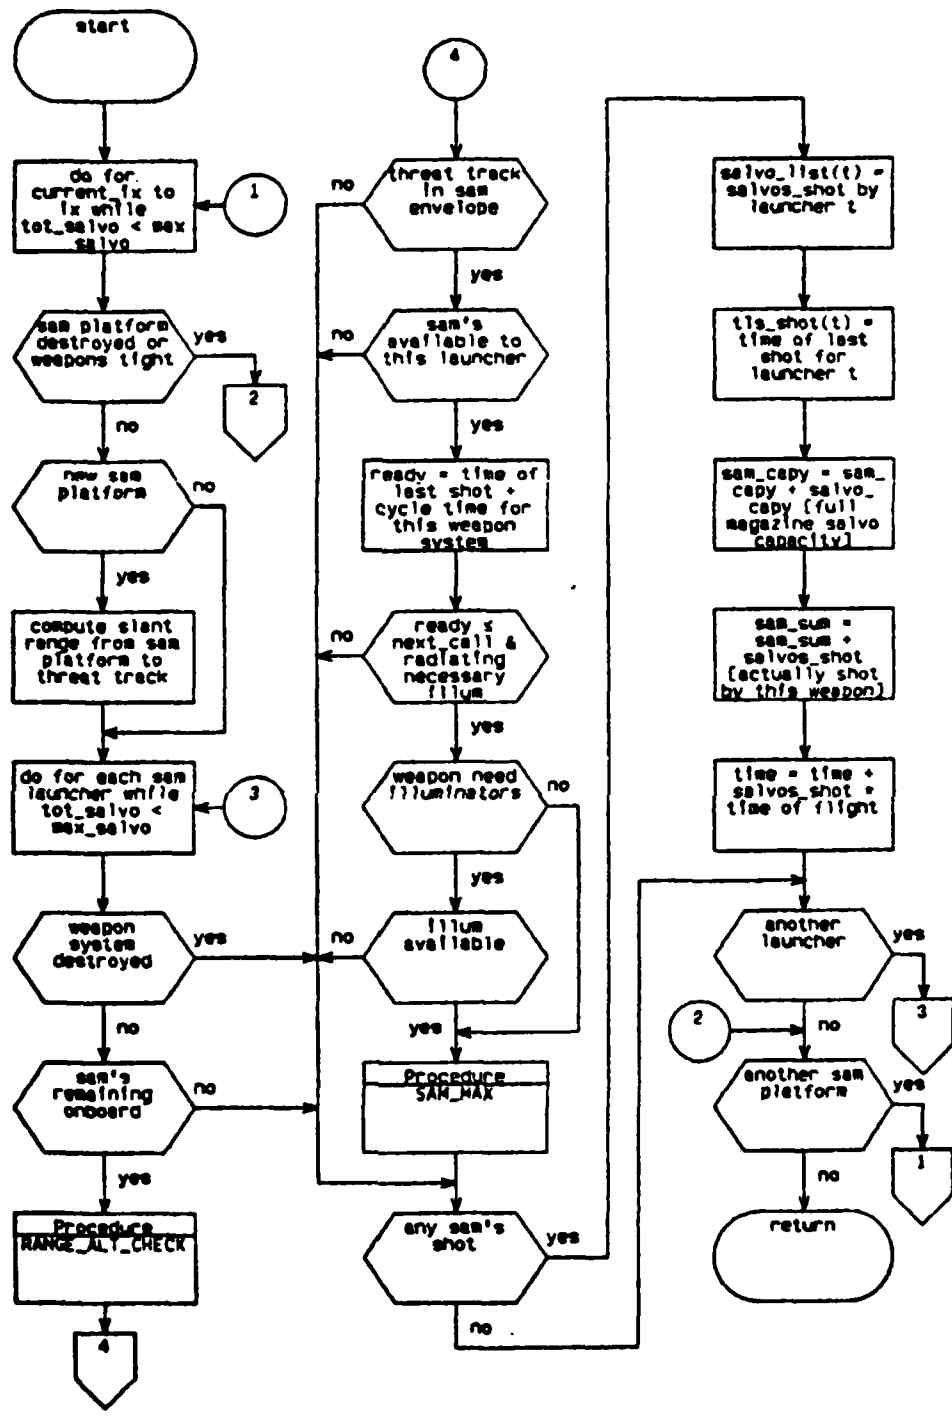 start
do for
current_ix to
ix while
tot_salvo < max
salvo
1
sam platform
destroyed or
weapons tight
yes
2
no
new sam
platform
no
yes
compute slant
range from sam
platform to
threat track
do for each sam
launcher while
tot_salvo <
max_salvo
3
weapon
system
destroyed
yes
no
sam's
remaining
onboard
no
yes
Procedure
RANGE_ALT_CHECK
4
4
threat track
in sam
envelope
no
yes
sam's
available to
this launcher
no
yes
ready = time of
last shot +
cycle time for
this weapon
system
ready ≤
next_call &
radiating
necessary
illum
no
yes
weapon need
illuminators
no
yes
illum
available
no
yes
Procedure
SAM_MAX
any sam's
shot
yes
no
salvo_list(t) =
salvos_shot by
launcher t
tls_shot(t) =
time of last
shot for
launcher t
sam_capy = sam_
capy + salvo_
capy [full
magazine salvo
capacity]
sam_sum =
sam_sum +
salvos_shot
[actually shot
by this weapon]
time = time +
salvos_shot *
time of flight
another
launcher
yes
3
no
2
another sam
platform
yes
1
no
return